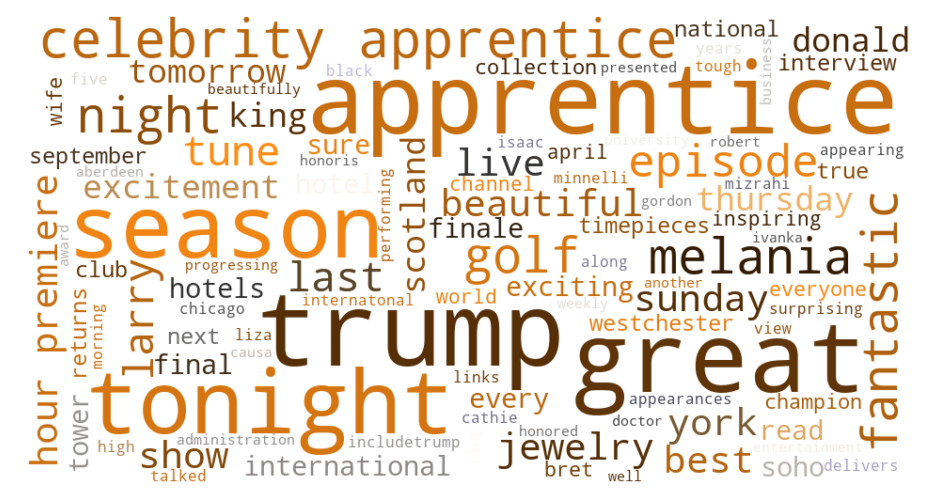 celebrity apprentice
national
years
donald
five
tomorrow
black
collection
presented
tough
business
interview
wife
beautifully
night
king
apprentice
september
tune
sure
honoris
isaac
april
university
robert
appearing
aberdeen
live
episode
true
excitement
hotel
scotland
channel
minnelli
mizrahi
season
performing
beautiful
gordon
thursday
finale
timepieces
inspiring
hour premiere
award
golf
along
melania
ivanka
fantastic
club
larry
progressing
last
exciting
another
hotels
internatonal
world
weekly
sunday
everyone
returns
morning
chicago
trump
great
surprising
next
liza
westchester
view
causa
final
tonight
links
every
appearances
champion
tower
cathie
honored
doctor
york
read
high
administration
includetrump
jewelry
entertainment
show
talked
international
bret
well
best
soho
delivers